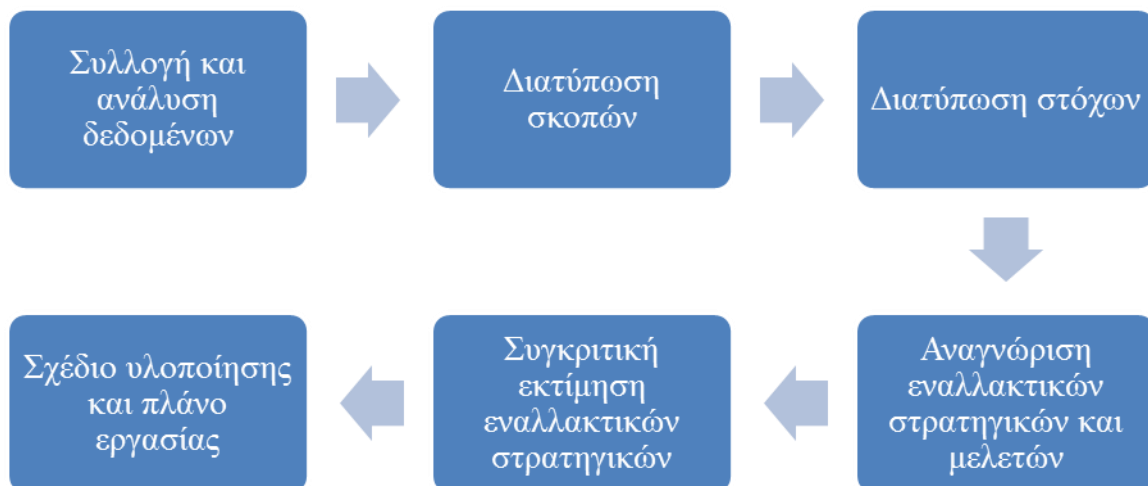 Συλλογή και
ανάλυση
δεδομένων
Διατύπωση
σκοπών
Διατύπωση στόχων
Αναγνώριση
εναλλακτικών
στρατηγικών και
μελετών
Συγκριτική
εκτίμηση
εναλλακτικών
στρατηγικών
Σχέδιο υλοποίησης
και πλάνο
εργασίας